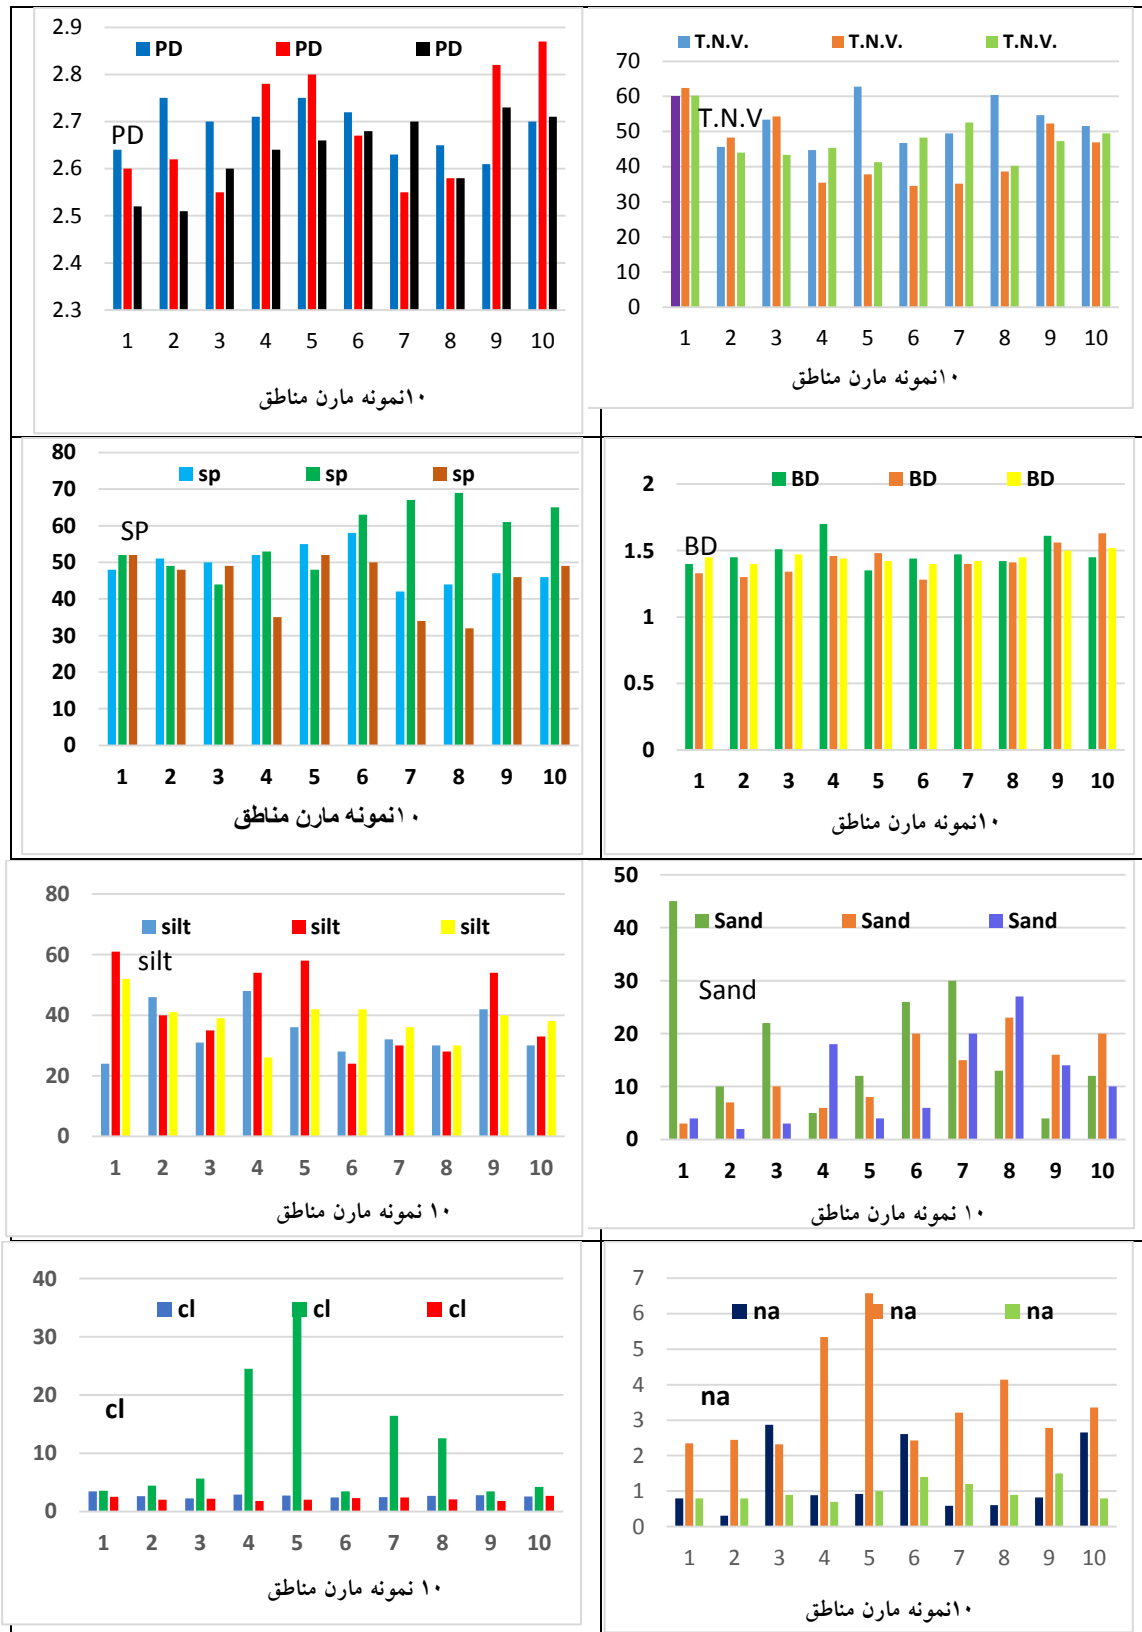 2.9
2.8
2.7
2.6
2.5
2.4
2.3
PD PD PD
PD
1 2 3 4 5 6 7 8 9 10
۱۰نمونه مارن مناطق
T.N.V. T.N.V. T.N.V.
70
60
50
40
30
20
10
0
T.N.V
1 2 3 4 5 6 7 8 9 10
۱۰نمونه مارن مناطق
80
70
60
50
40
30
20
10
0
sp sp sp
SP
1 2 3 4 5 6 7 8 9 10
۱۰نمونه مارن مناطق
BD BD BD
2
1.5
1
0.5
0
BD
1 2 3 4 5 6 7 8 9 10
۱۰نمونه مارن مناطق
80
60
40
20
0
silt silt silt
silt
1 2 3 4 5 6 7 8 9 10
۱۰ نمونه مارن مناطق
50
40
30
20
10
0
Sand Sand Sand
Sand
1 2 3 4 5 6 7 8 9 10
۱۰ نمونه مارن مناطق
40
30
20
10
0
cl cl cl
cl
1 2 3 4 5 6 7 8 9 10
۱۰ نمونه مارن مناطق
7
6
5
4
3
2
1
0
na na na
na
1 2 3 4 5 6 7 8 9 10
۱۰نمونه مارن مناطق